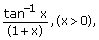 tan⁻¹ x / (1 + x), (x > 0),